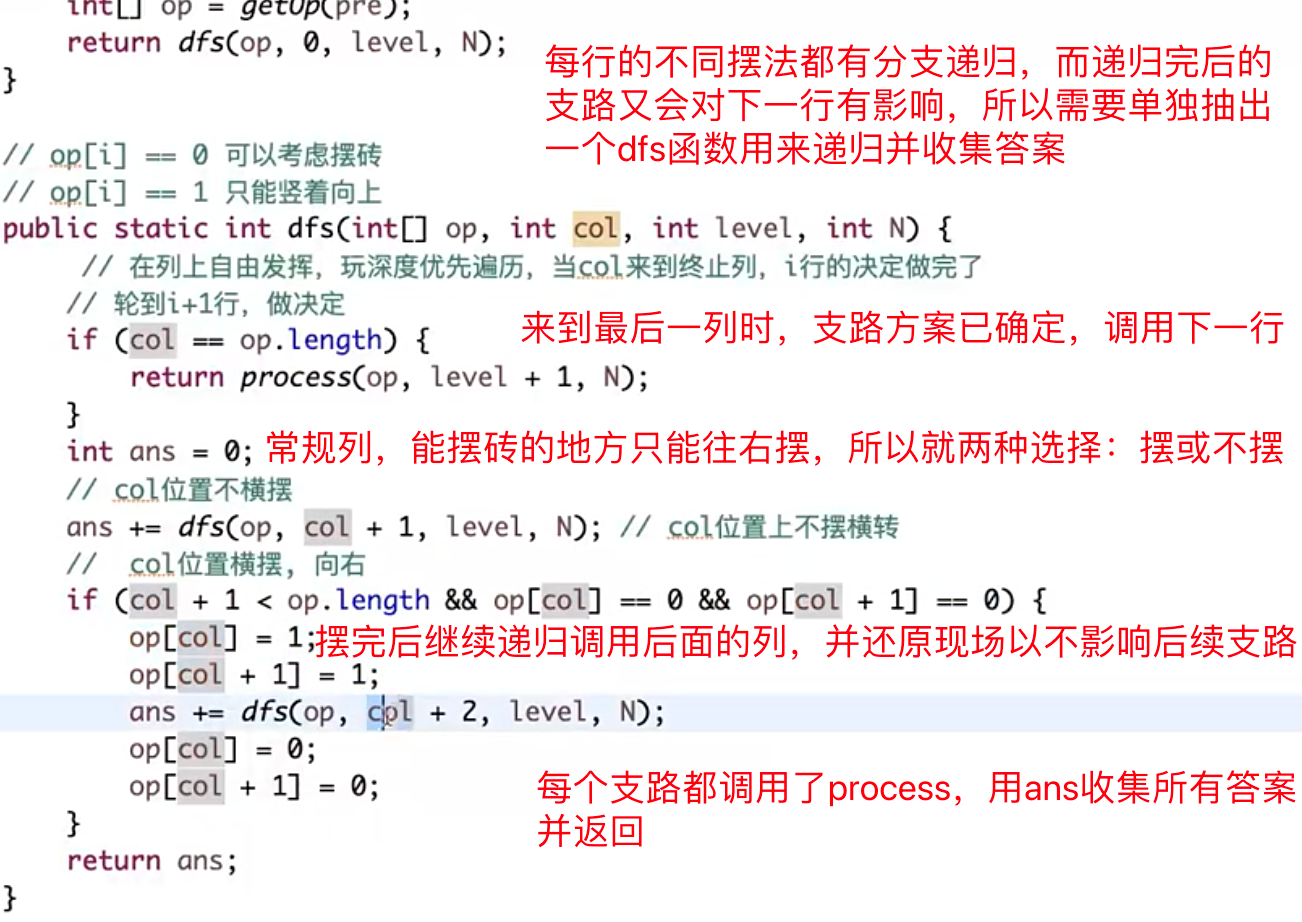 int[] op = getOp(pre);
return dfs(op, 0, level, N);
}
每行的不同摆法都有分支递归，而递归完后的
支路又会对下一行有影响，所以需要单独抽出
一个dfs函数用来递归并收集答案
// op[i] == 0 可以考虑摆砖
// op[i] == 1 只能竖着向上
public static int dfs(int[] op, int col, int level, int N) {
// 在列上自由发挥，玩深度优先遍历，当col来到终止列，i行的决定做完了
// 轮到i+1行，做决定
if (col == op.length) {
来到最后一列时，支路方案已确定，调用下一行
return process(op, level + 1, N);
}
int ans = 0; 常规列，能摆砖的地方只能往右摆，所以就两种选择：摆或不摆
// col位置不横摆
ans += dfs(op, col + 1, level, N); // col位置上不摆横转
// col位置横摆, 向右
if (col + 1 < op.length && op[col] == 0 && op[col + 1] == 0) {
op[col] = 1;摆完后继续递归调用后面的列，并还原现场以不影响后续支路
op[col + 1] = 1;
ans += dfs(op, col + 2, level, N);
op[col] = 0;
op[col + 1] = 0;
每个支路都调用了process，用ans收集所有答案
并返回
}
return ans;
}